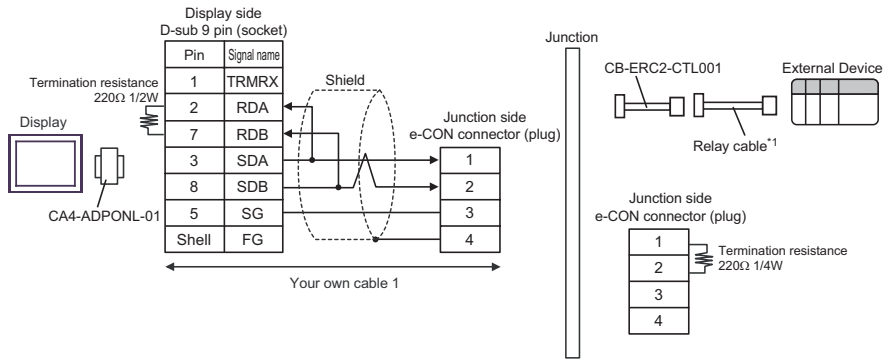 Display side
D-sub 9 pin (socket)
Pin Signal name
1 TRMRX
2 RDA
7 RDB
3 SDA
8 SDB
5 SG
Shell FG
Termination resistance
220Ω 1/2W
Display
CA4-ADPONL-01
Shield
Your own cable 1
Junction side
e-CON connector (plug)
1
2
3
4
Junction
CB-ERC2-CTL001
External Device
Relay cable*1
Junction side
e-CON connector (plug)
1
2
3
4
Termination resistance
220Ω 1/4W